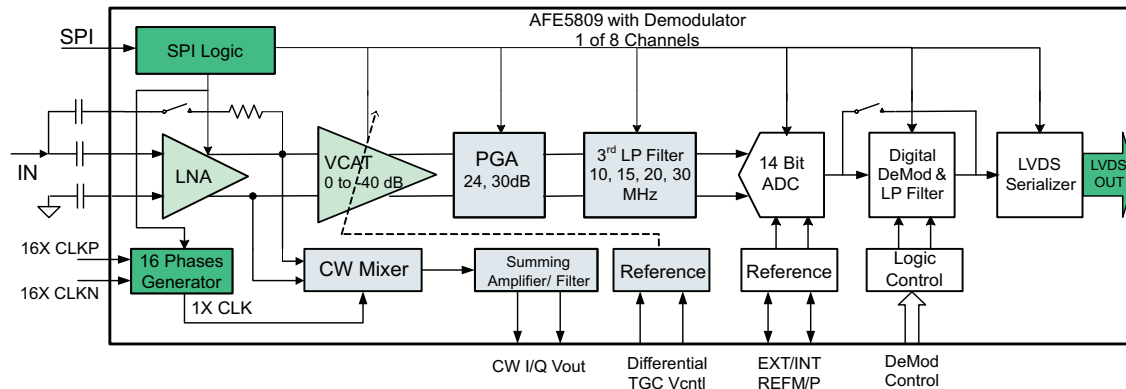 AFE5809 with Demodulator
1 of 8 Channels
SPI
SPI Logic
IN
LNA
VCAT
0 to -40 dB
PGA
24, 30dB
3rd LP Filter
10, 15, 20, 30
MHz
14 Bit
ADC
Digital
DeMod &
LP Filter
LVDS
Serializer
LVDS
OUT
16X CLKP
16X CLKN
16 Phases
Generator
1X CLK
CW Mixer
Summing
Amplifier/ Filter
Reference
Reference
Logic
Control
CW I/Q Vout
Differential
TGC Vcntl
EXT/INT
REFM/P
DeMod
Control